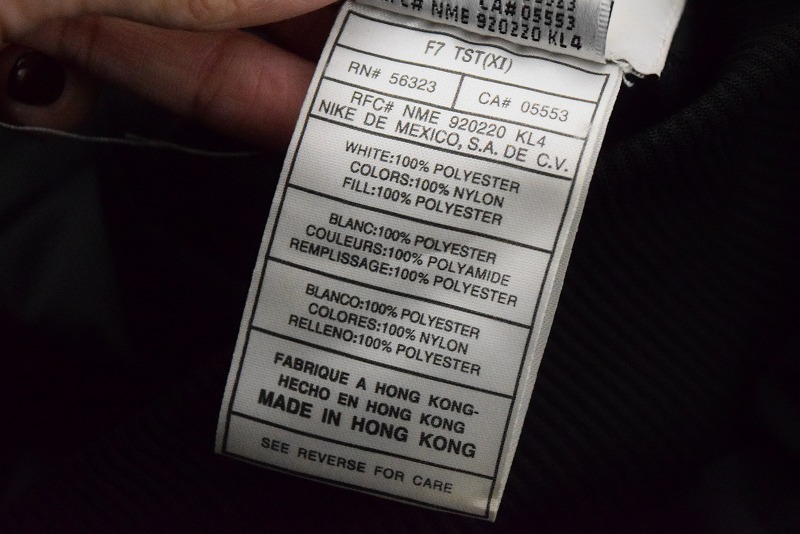 CA# 05553
RFC# NME 920220 KL4
F7 TST(XI)
RN# 56323
CA# 05553
RFC# NME 920220 KL4
NIKE DE MEXICO, S.A. DE C.V.
WHITE:100% POLYESTER
COLORS:100% NYLON
FILL:100% POLYESTER
BLANC:100% POLYESTER
COULEURS:100% POLYAMIDE
REMPLISSAGE:100% POLYESTER
BLANCO:100% POLYESTER
COLORES:100% NYLON
RELLENO:100% POLYESTER
FABRIQUE A HONG KONG-
HECHO EN HONG KONG
MADE IN HONG KONG
SEE REVERSE FOR CARE